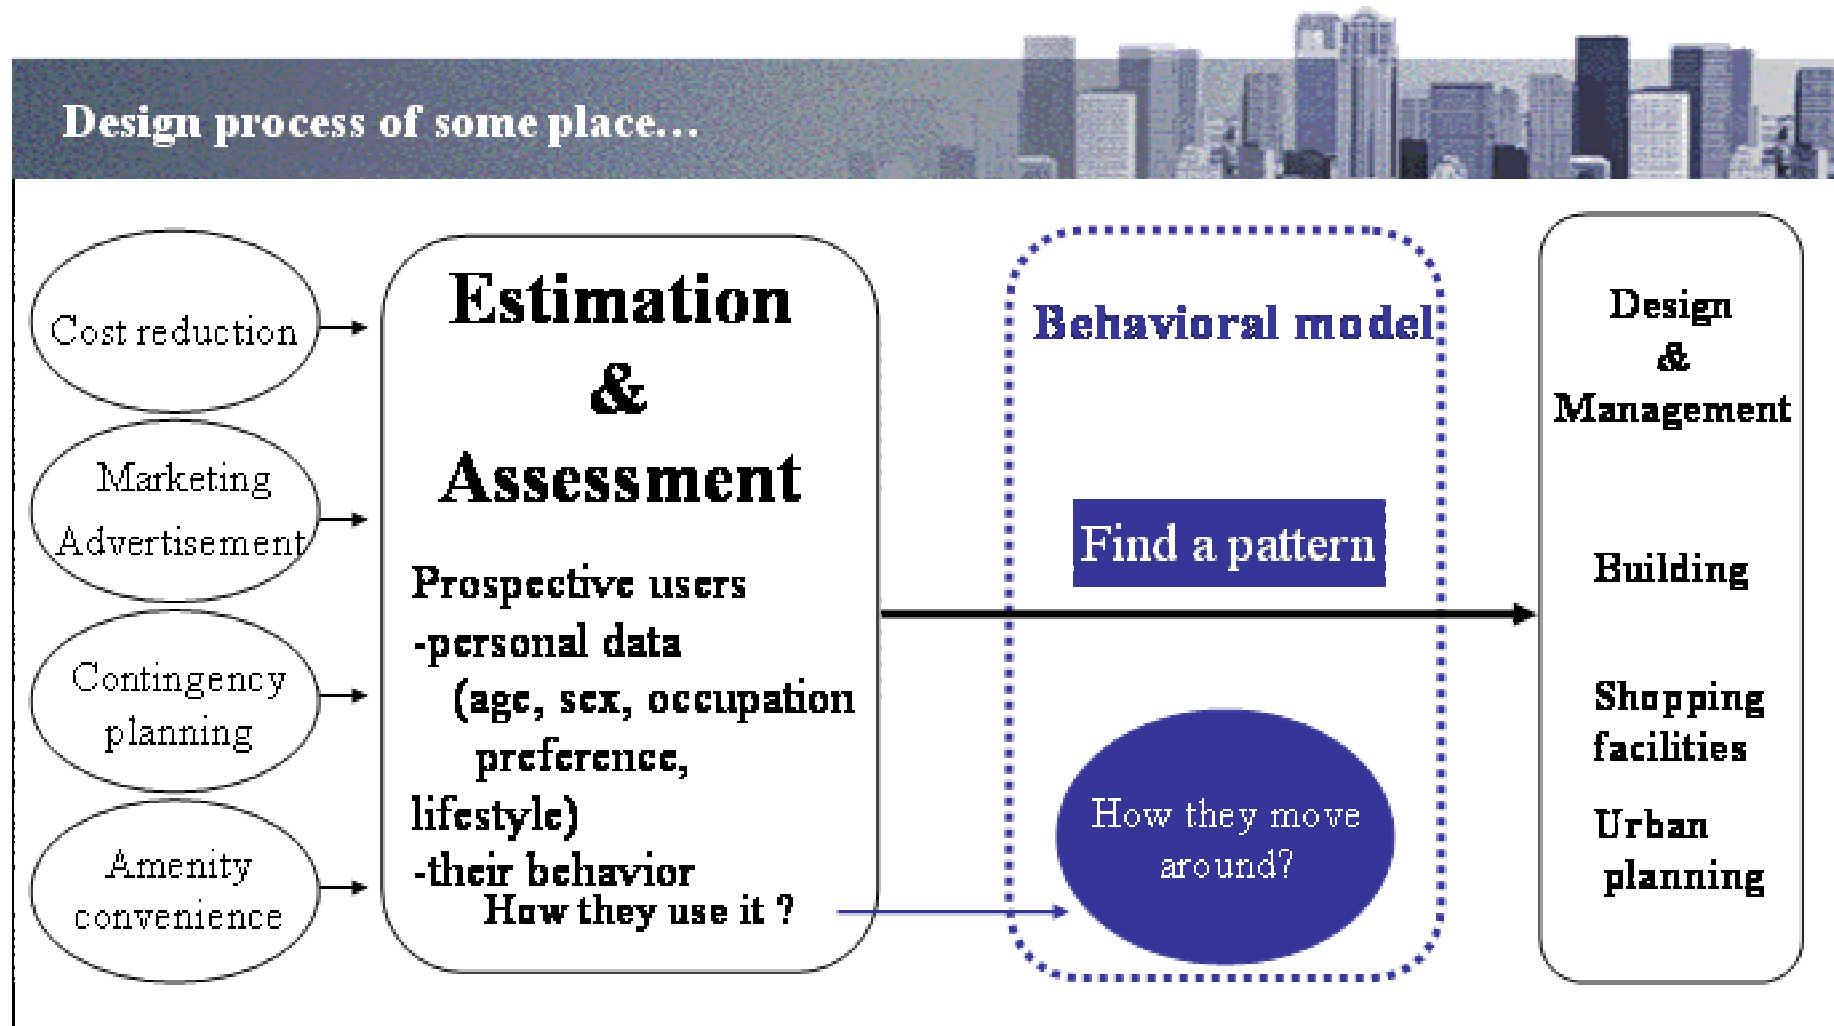 Design process of some place...
Cost reduction
Marketing
Advertisement
Contingency
planning
Amenity
convenience
Estimation
&
Assessment
Prospective users
-personal data
(age, sex, occupation
preference,
lifestyle)
-their behavior
How they use it ?
Behavioral model
Find a pattern
How they move
around?
Design
&
Management
Building
Shopping
facilities
Urban
planning